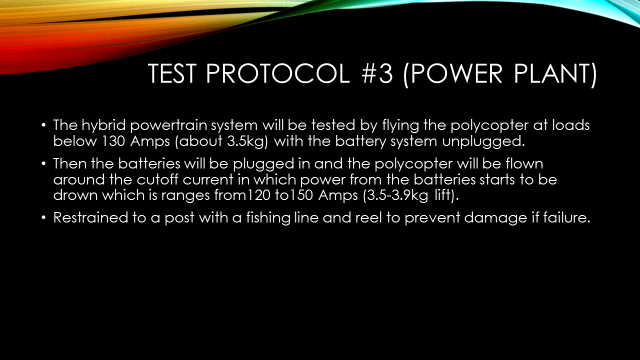 TEST PROTOCOL #3 (POWER PLANT)
• The hybrid powertrain system will be tested by flying the polycopter at loads
below 130 Amps (about 3.5kg) with the battery system unplugged.
• Then the batteries will be plugged in and the polycopter will be flown
around the cutoff current in which power from the batteries starts to be
drown which is ranges from120 to150 Amps (3.5-3.9kg lift).
• Restrained to a post with a fishing line and reel to prevent damage if failure.